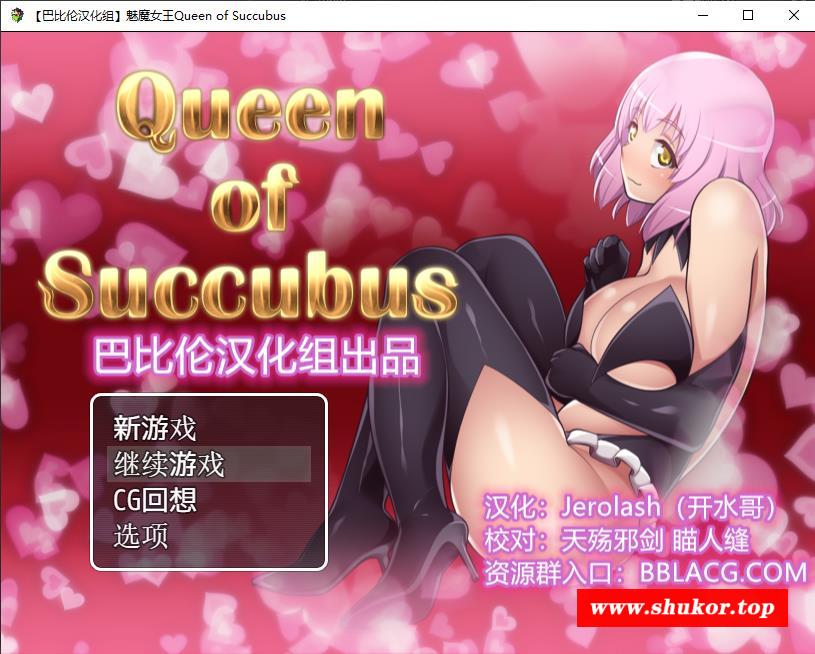 【巴比伦汉化组】魅魔女王Queen of Succubus
Queen
of
Succubus
巴比伦汉化组出品
新游戏
继续游戏
CG回想
选项
汉化：Jerolash（开水哥）
校对：天殇邪剑 瞄人缝
资源群入口：BBLACG.COM
www.shukor.top